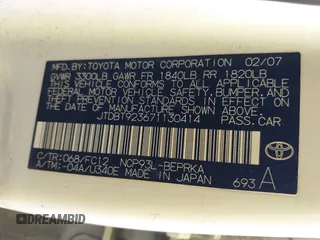 MFD.BY:TOYOTA MOTOR CORPORATION 02/07
GVWR 3300LB GAWR FR 1840LB RR 1820LB
THIS VEHICLE CONFORMS TO ALL APPLICABLE
FEDERAL MOTOR VEHICLE SAFETY, BUMPER, AND
THEFT PREVENTION STANDARDS IN EFFECT ON
THE DATE OF MANUFACTURE SHOWN ABOVE.
JTDBT923671130414 PASS.CAR
C/TR:068/FC12 NCP93L-BEPRKA
A/TM:-04A/U340E MADE IN JAPAN
TOYOTA
693 A
DREAMBID